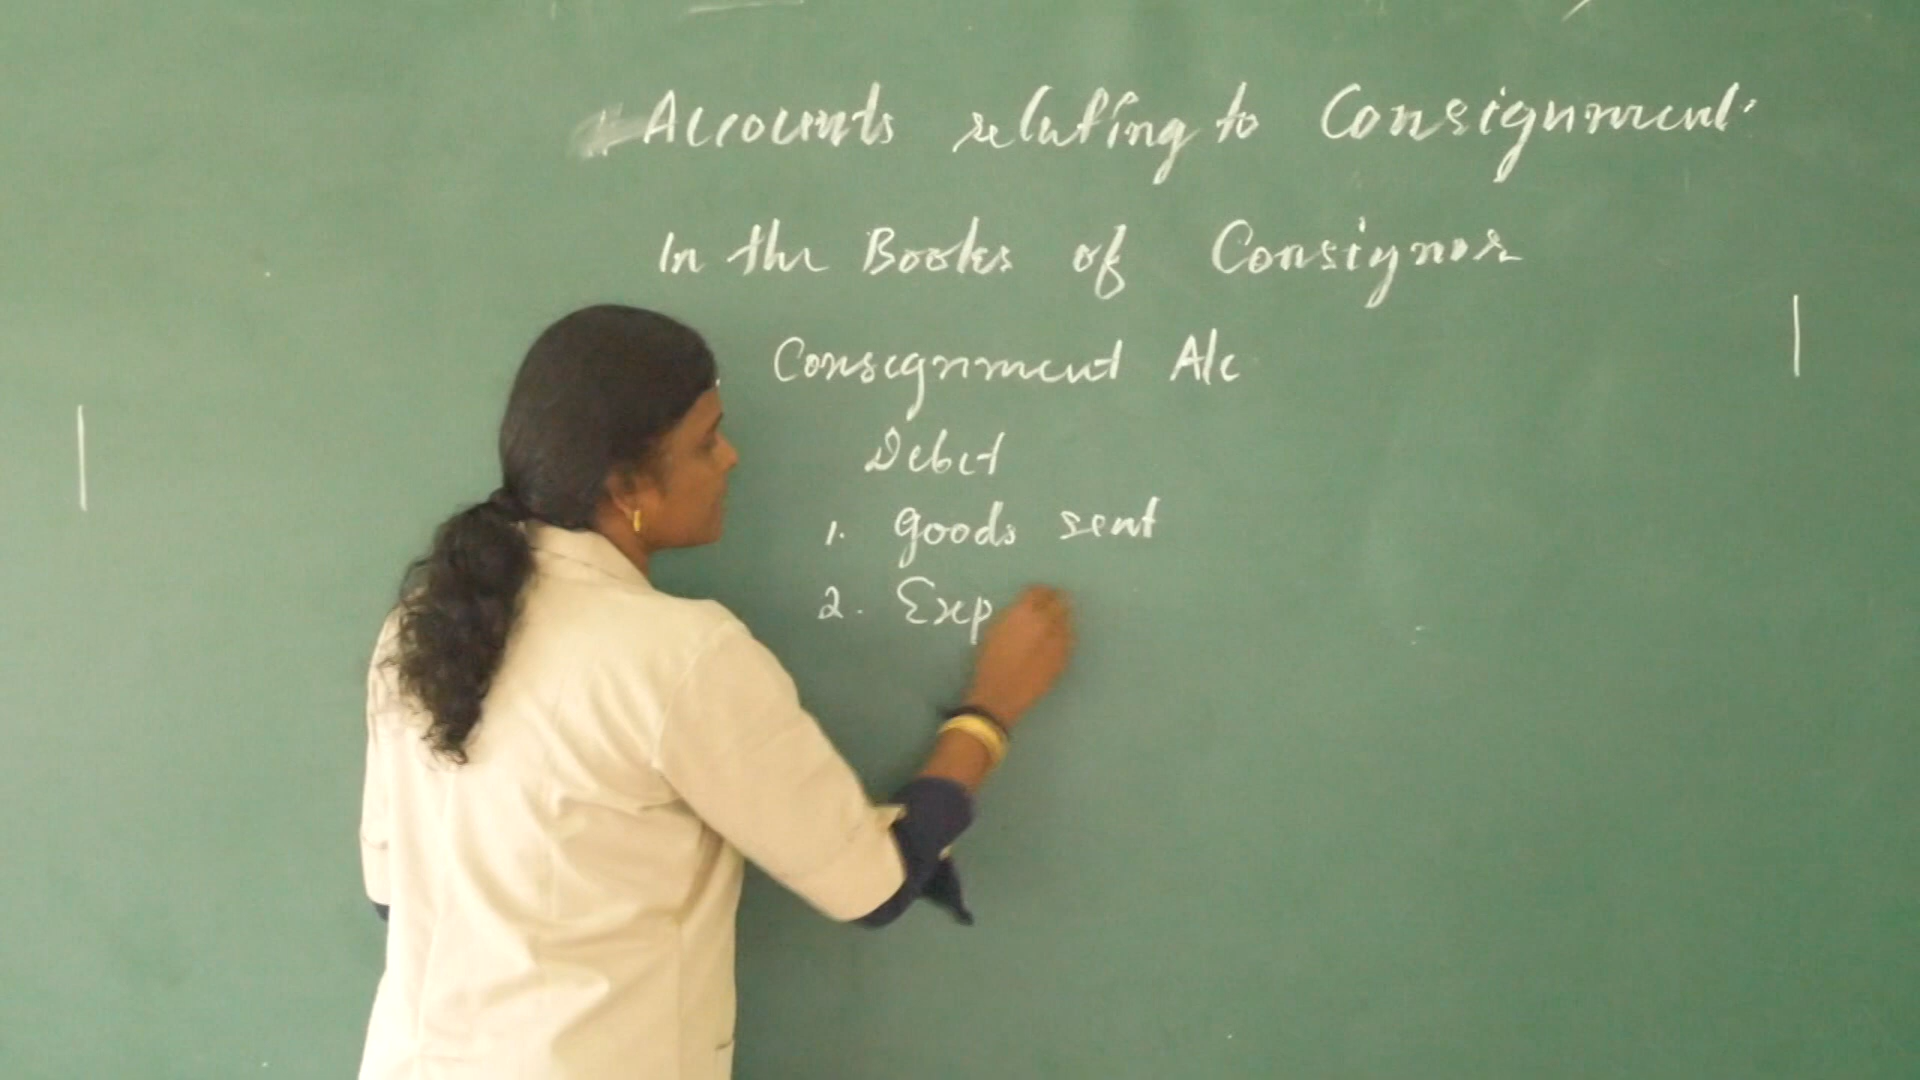 Accounts relating to Consignment.
In the Books of Consignor
Consignment A/c
Debit
1. Goods sent
2. Exp